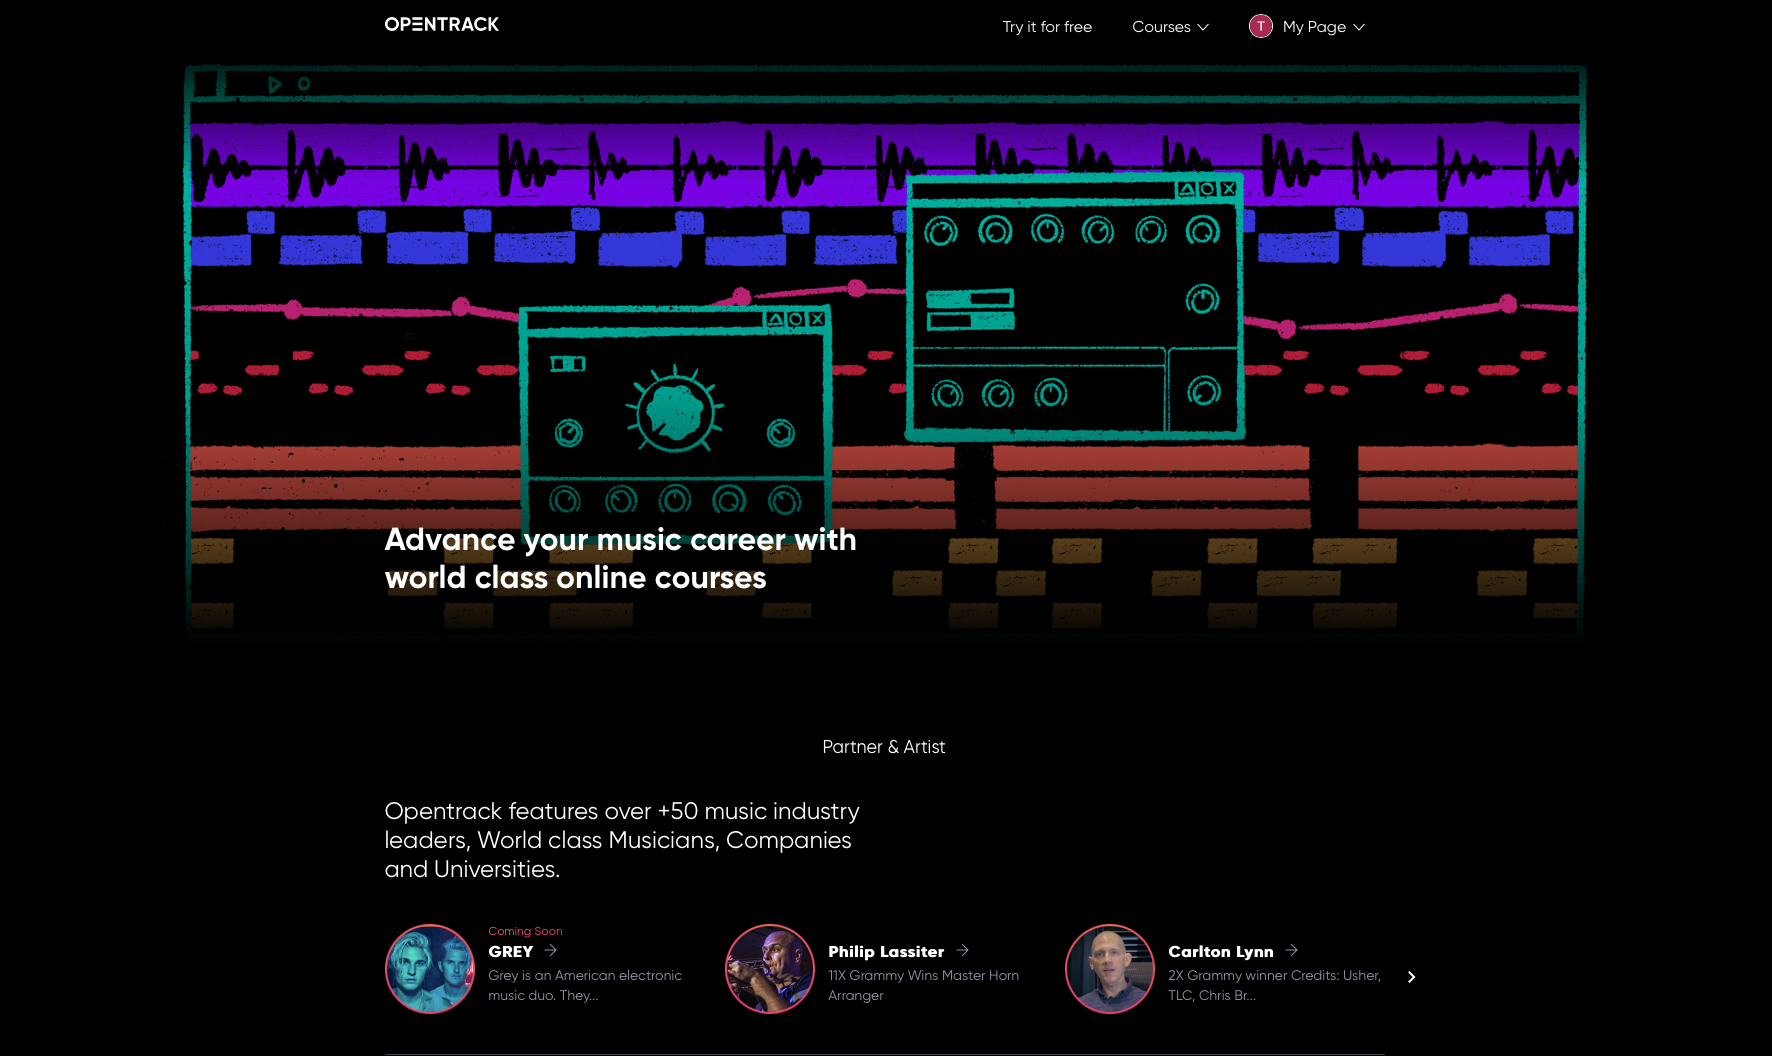 OPENTRACK
Try it for free
Courses
T
My Page
Advance your music career with
world class online courses
Partner & Artist
Opentrack features over +50 music industry
leaders, World class Musicians, Companies
and Universities.
Coming Soon
GREY
Grey is an American electronic
music duo. They...
Philip Lassiter
11X Grammy Wins Master Horn
Arranger
Carlton Lynn
2X Grammy winner Credits: Usher,
TLC, Chris Br...